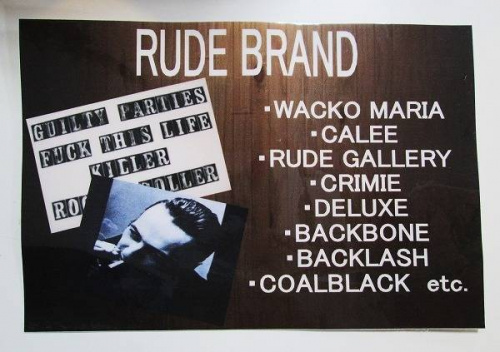 RUDE BRAND
GUILTY PARTIES
FUCK THIS LIFE
KILLER
ROLLER
・WACKO MARIA
・CALEE
・RUDE GALLERY
・CRIMIE
・DELUXE
・BACKBONE
・BACKLASH
・COALBLACK etc.